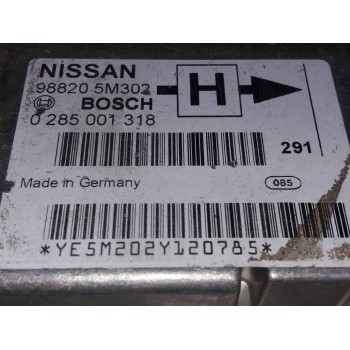 NISSAN
98820 5M302
BOSCH
H
0 285 001 318
291
Made in Germany
085
*YE5M202Y120785*